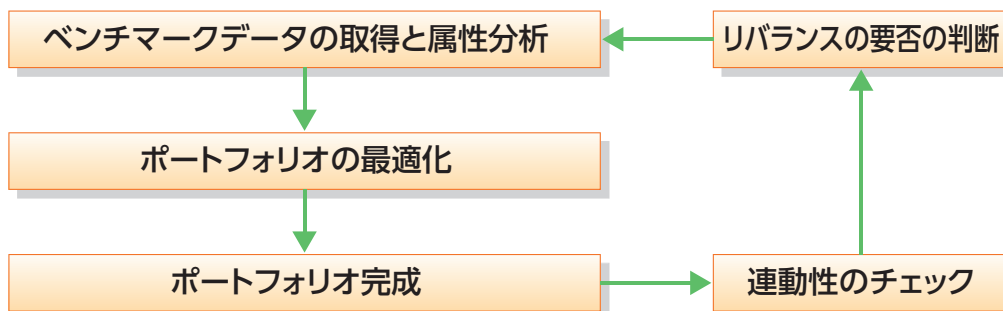 ベンチマークデータの取得と属性分析
リバランスの要否の判断
ポートフォリオの最適化
ポートフォリオ完成
連動性のチェック